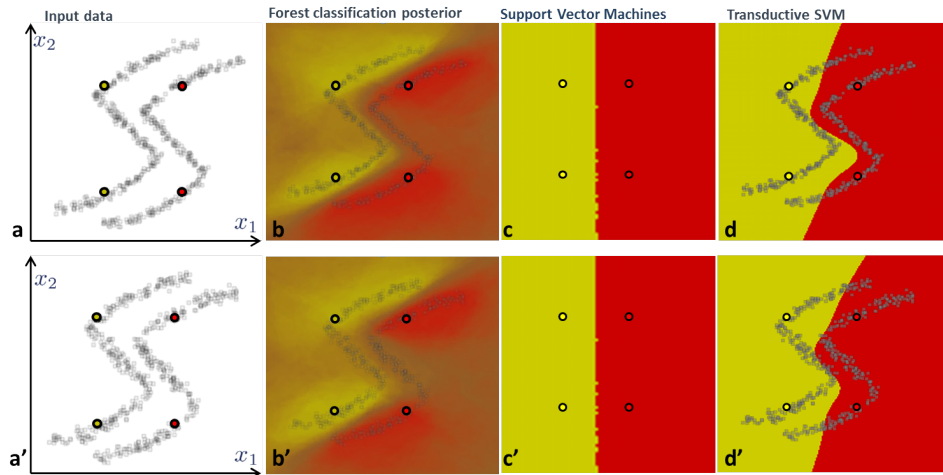 Input data
Forest classification posterior
Support Vector Machines
Transductive SVM
x₂
a
x₁
b
c
d
x₂
a'
x₁
b'
c'
d'